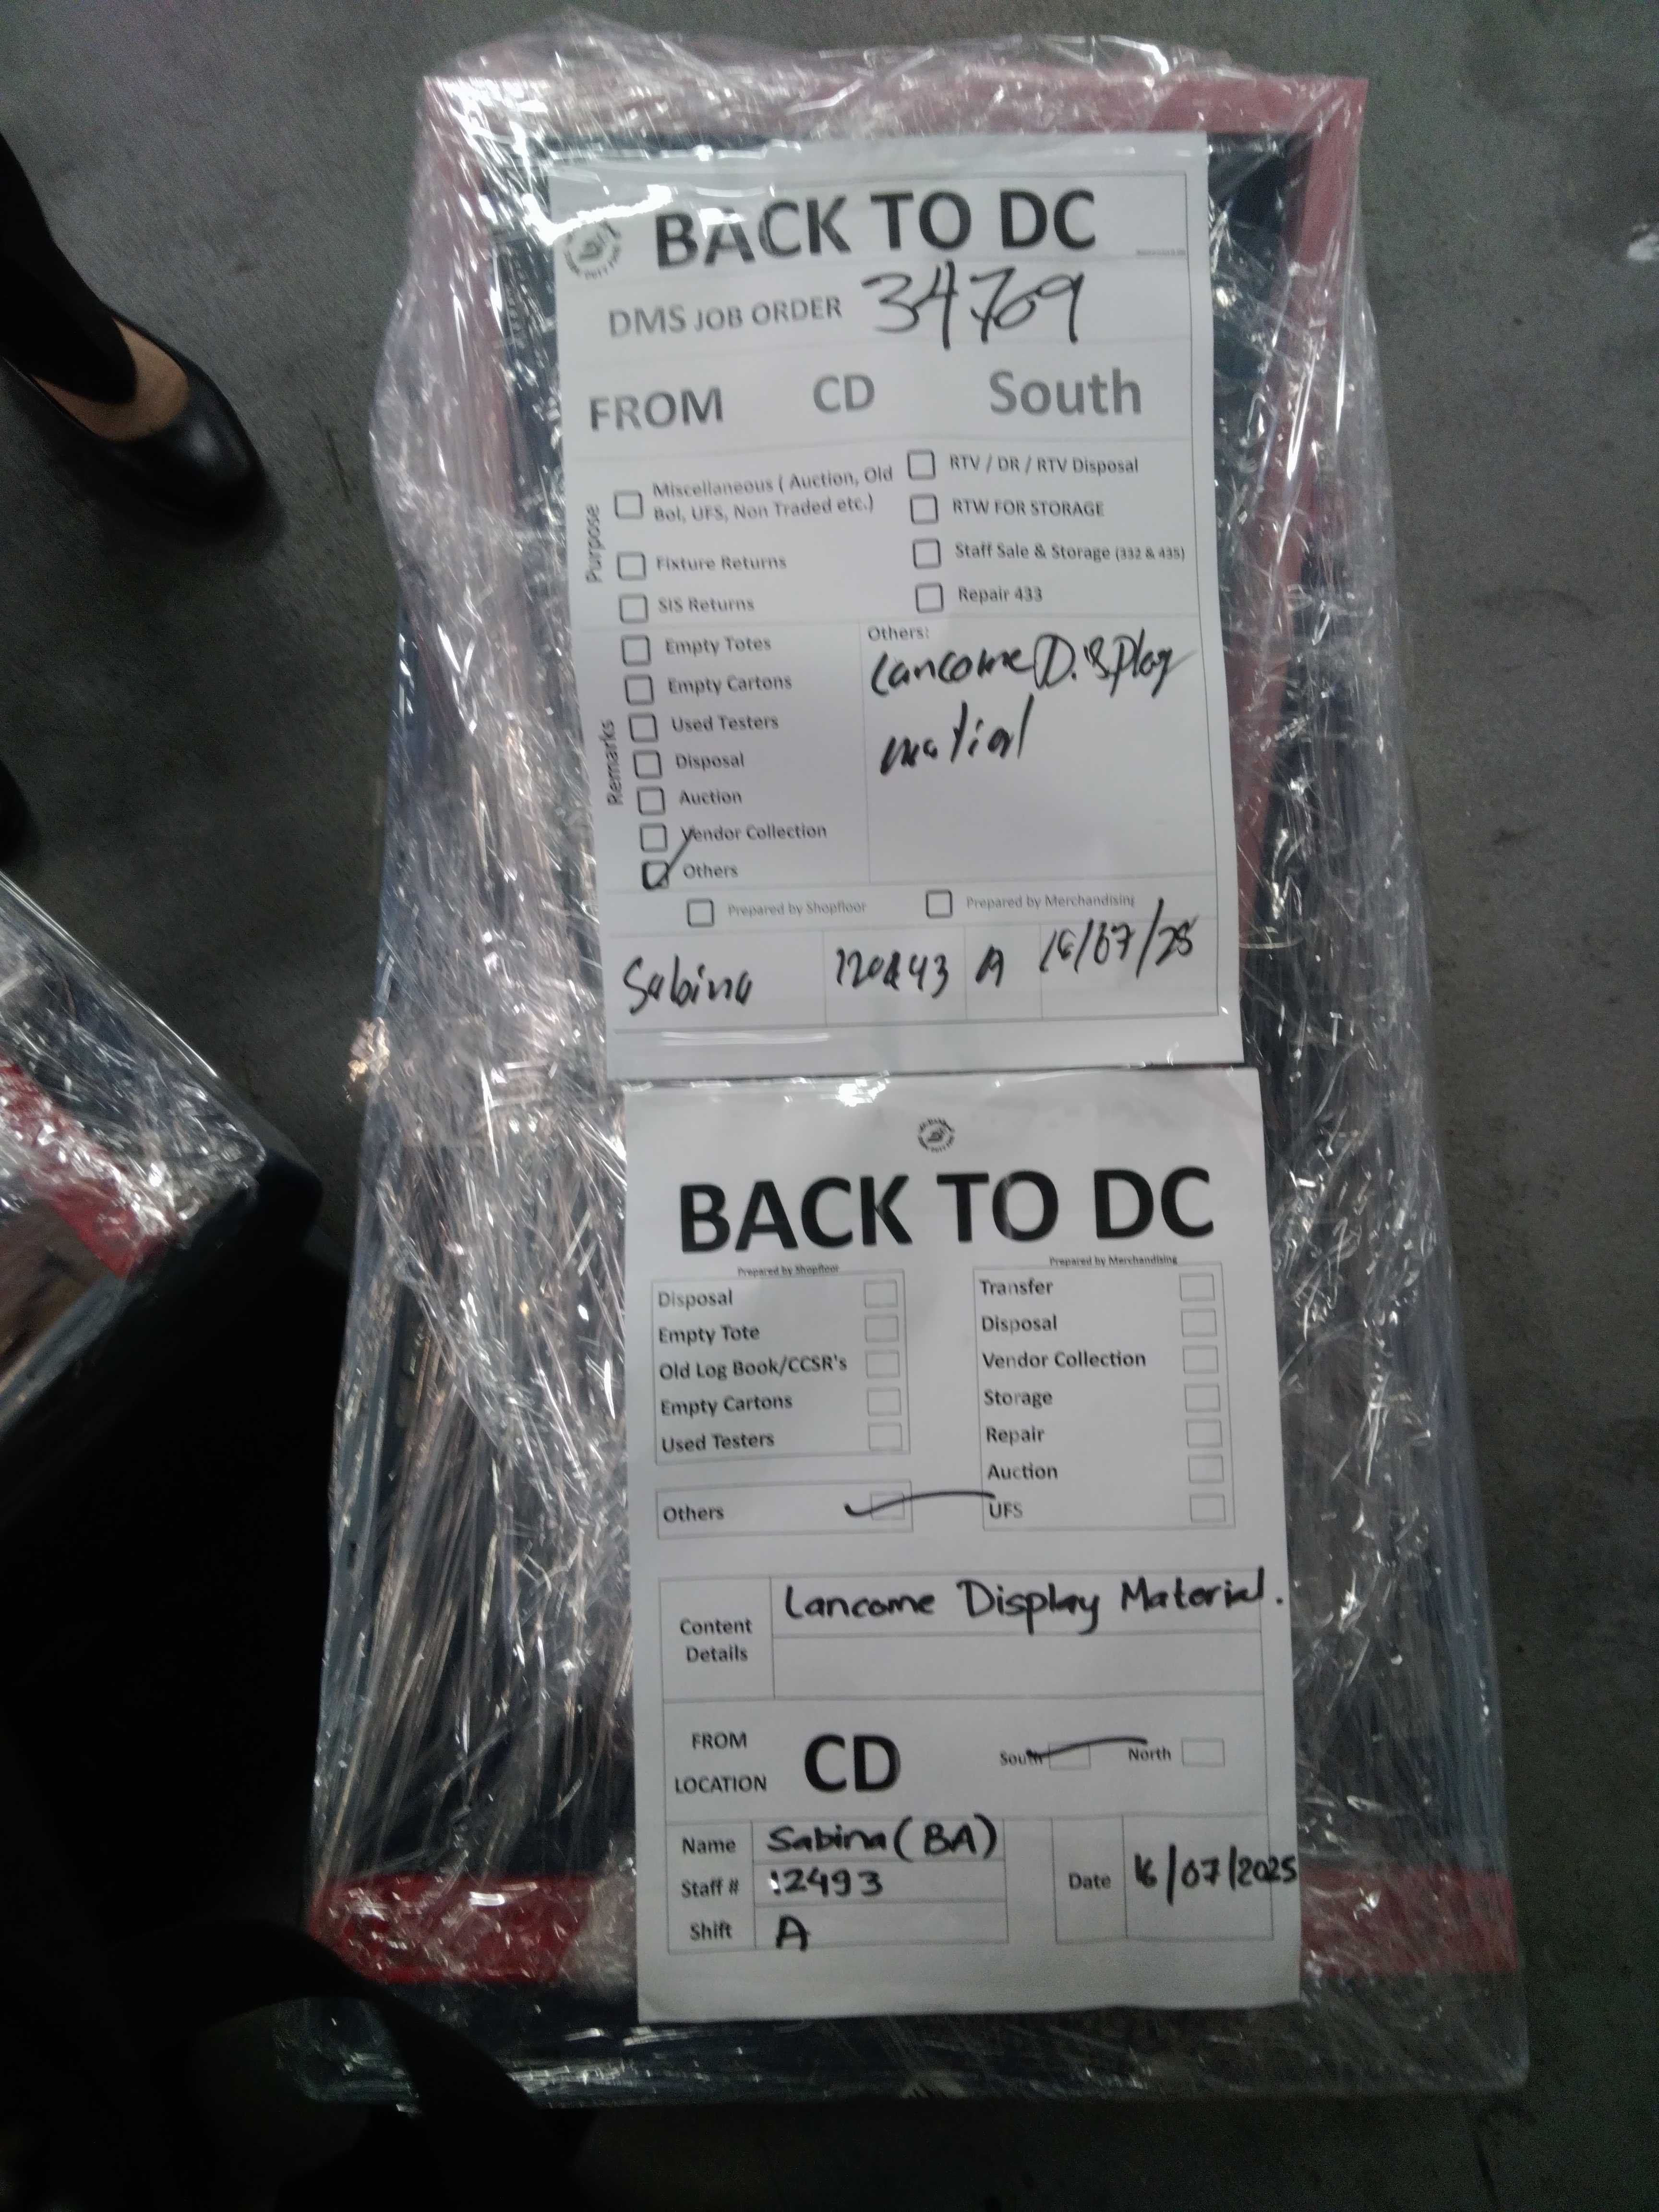 BACK TO DC
DMS JOB ORDER 34769
FROM CD South
Purpose
Miscellaneous ( Auction, Old
Bol, UFS, Non Traded etc.)
Fixture Returns
SIS Returns
RTV / DR / RTV Disposal
RTW FOR STORAGE
Staff Sale & Storage (332 & 435)
Repair 433
Remarks
Empty Totes
Empty Cartons
Used Testers
Disposal
Auction
Vendor Collection
Others
Others:
Lancome Display
matial
Prepared by Shopfloor Prepared by Merchandising
Sabina A 16/07/25
BACK TO DC
Prepared by Shopfloor
Disposal
Empty Tote
Old Log Book/CCSR's
Empty Cartons
Used Testers
Others
Prepared by Merchandising
Transfer
Disposal
Vendor Collection
Storage
Repair
Auction
UFS
Content
Details
Lancome Display Material.
FROM
LOCATION
CD
South North
Name Sabina (BA)
Staff # 12493
Shift A
Date 16/07/2025